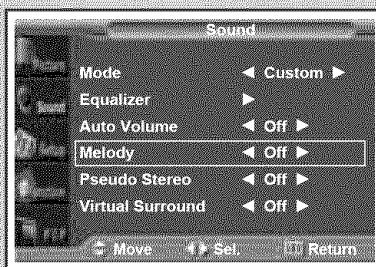 Sound
Mode ◀ Custom ▶
Equalizer ▶
Auto Volume ◀ Off ▶
Melody ◀ Off ▶
Pseudo Stereo ◀ Off ▶
Virtual Surround ◀ Off ▶
Move Sel. Return